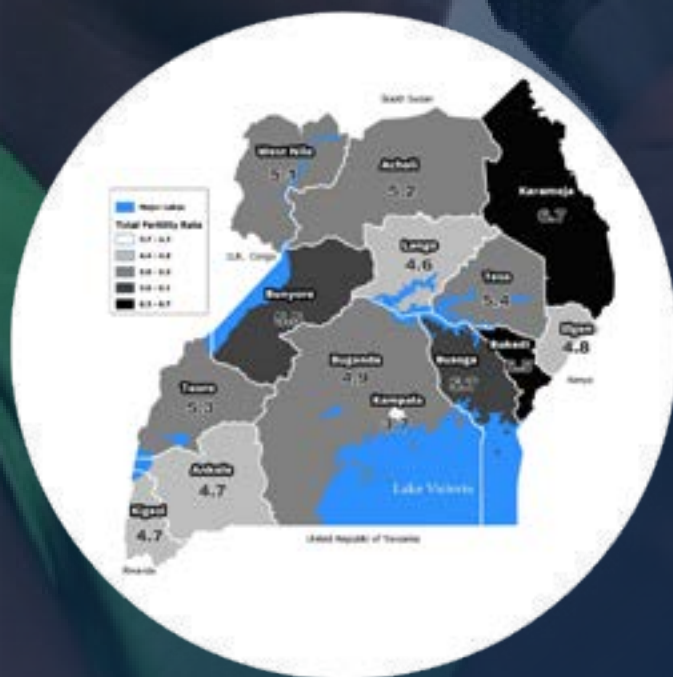 South Sudan
West Nile
5.1
Acholi
5.2
Karamoja
6.7
Major Lakes
Total Fertility Rate
D.R. Congo
Lango
4.6
Teso
5.4
Bunyoro
Elgon
4.8
Bukedi
Kenya
Buganda
4.9
Busoga
Kampala
Tooro
5.3
Ankole
4.7
Lake Victoria
Kigezi
4.7
United Republic of Tanzania
Rwanda